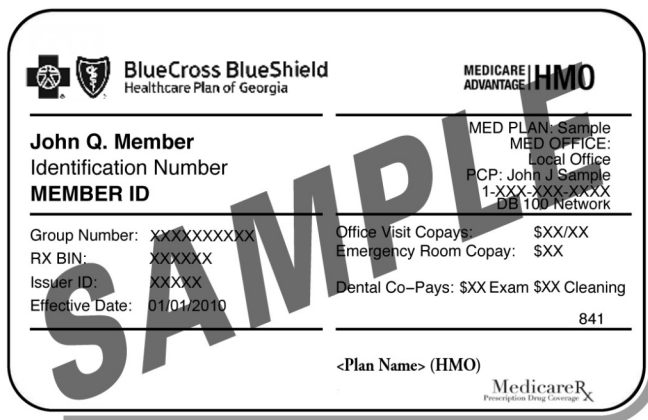 BlueCross BlueShield
Healthcare Plan of Georgia
MEDICARE
ADVANTAGE
HMO
John Q. Member
Identification Number
MEMBER ID
MED PLAN: Sample
MED OFFICE:
Local Office
PCP: John J Sample
1-XXX-XXX-XXXX
DB 100 Network
Group Number: XXXXXXXXXX
RX BIN: XXXXXX
Issuer ID: XXXXX
Effective Date: 01/01/2010
Office Visit Copays: $XX/XX
Emergency Room Copay: $XX
Dental Co-Pays: $XX Exam $XX Cleaning
841
<Plan Name> (HMO)
MedicareRx
Prescription Drug Coverage
SAMPLE